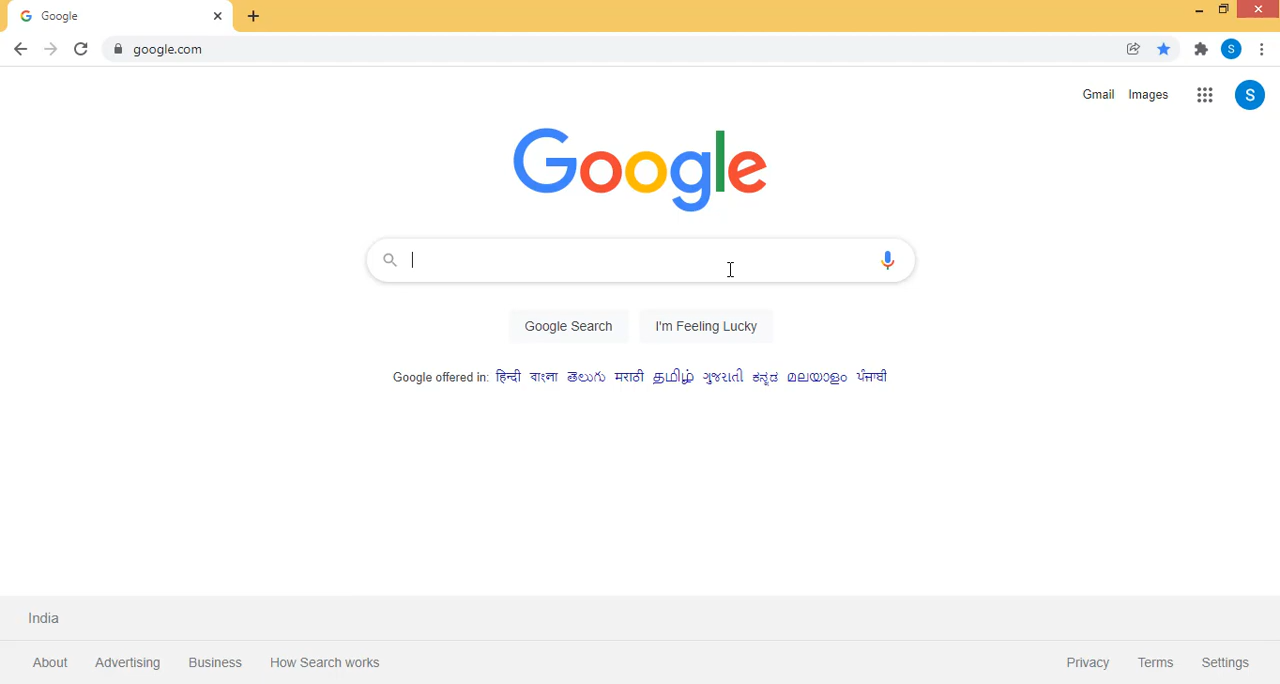 Google
google.com
S
Gmail Images
S
Google
Google Search I'm Feeling Lucky
Google offered in: हिन्दी বাংলা తెలుగు मराठी தமிழ் ગુજરાતી ಕನ್ನಡ മലയാളം ਪੰਜਾਬੀ
India
About Advertising Business How Search works Privacy Terms Settings